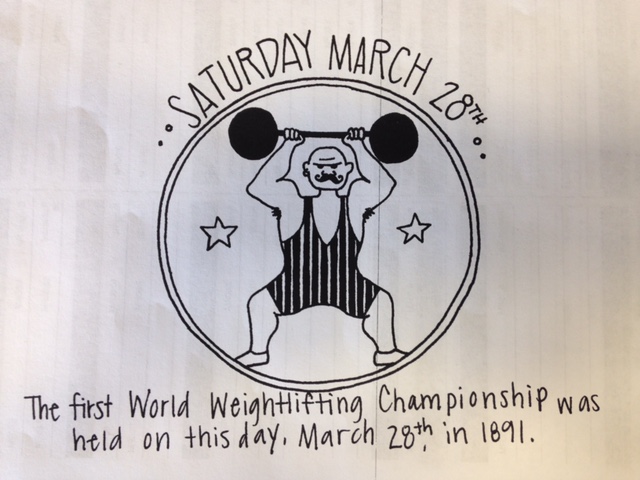 SATURDAY MARCH 28TH
The first World Weightlifting Championship was
held on this day, March 28th, in 1891.